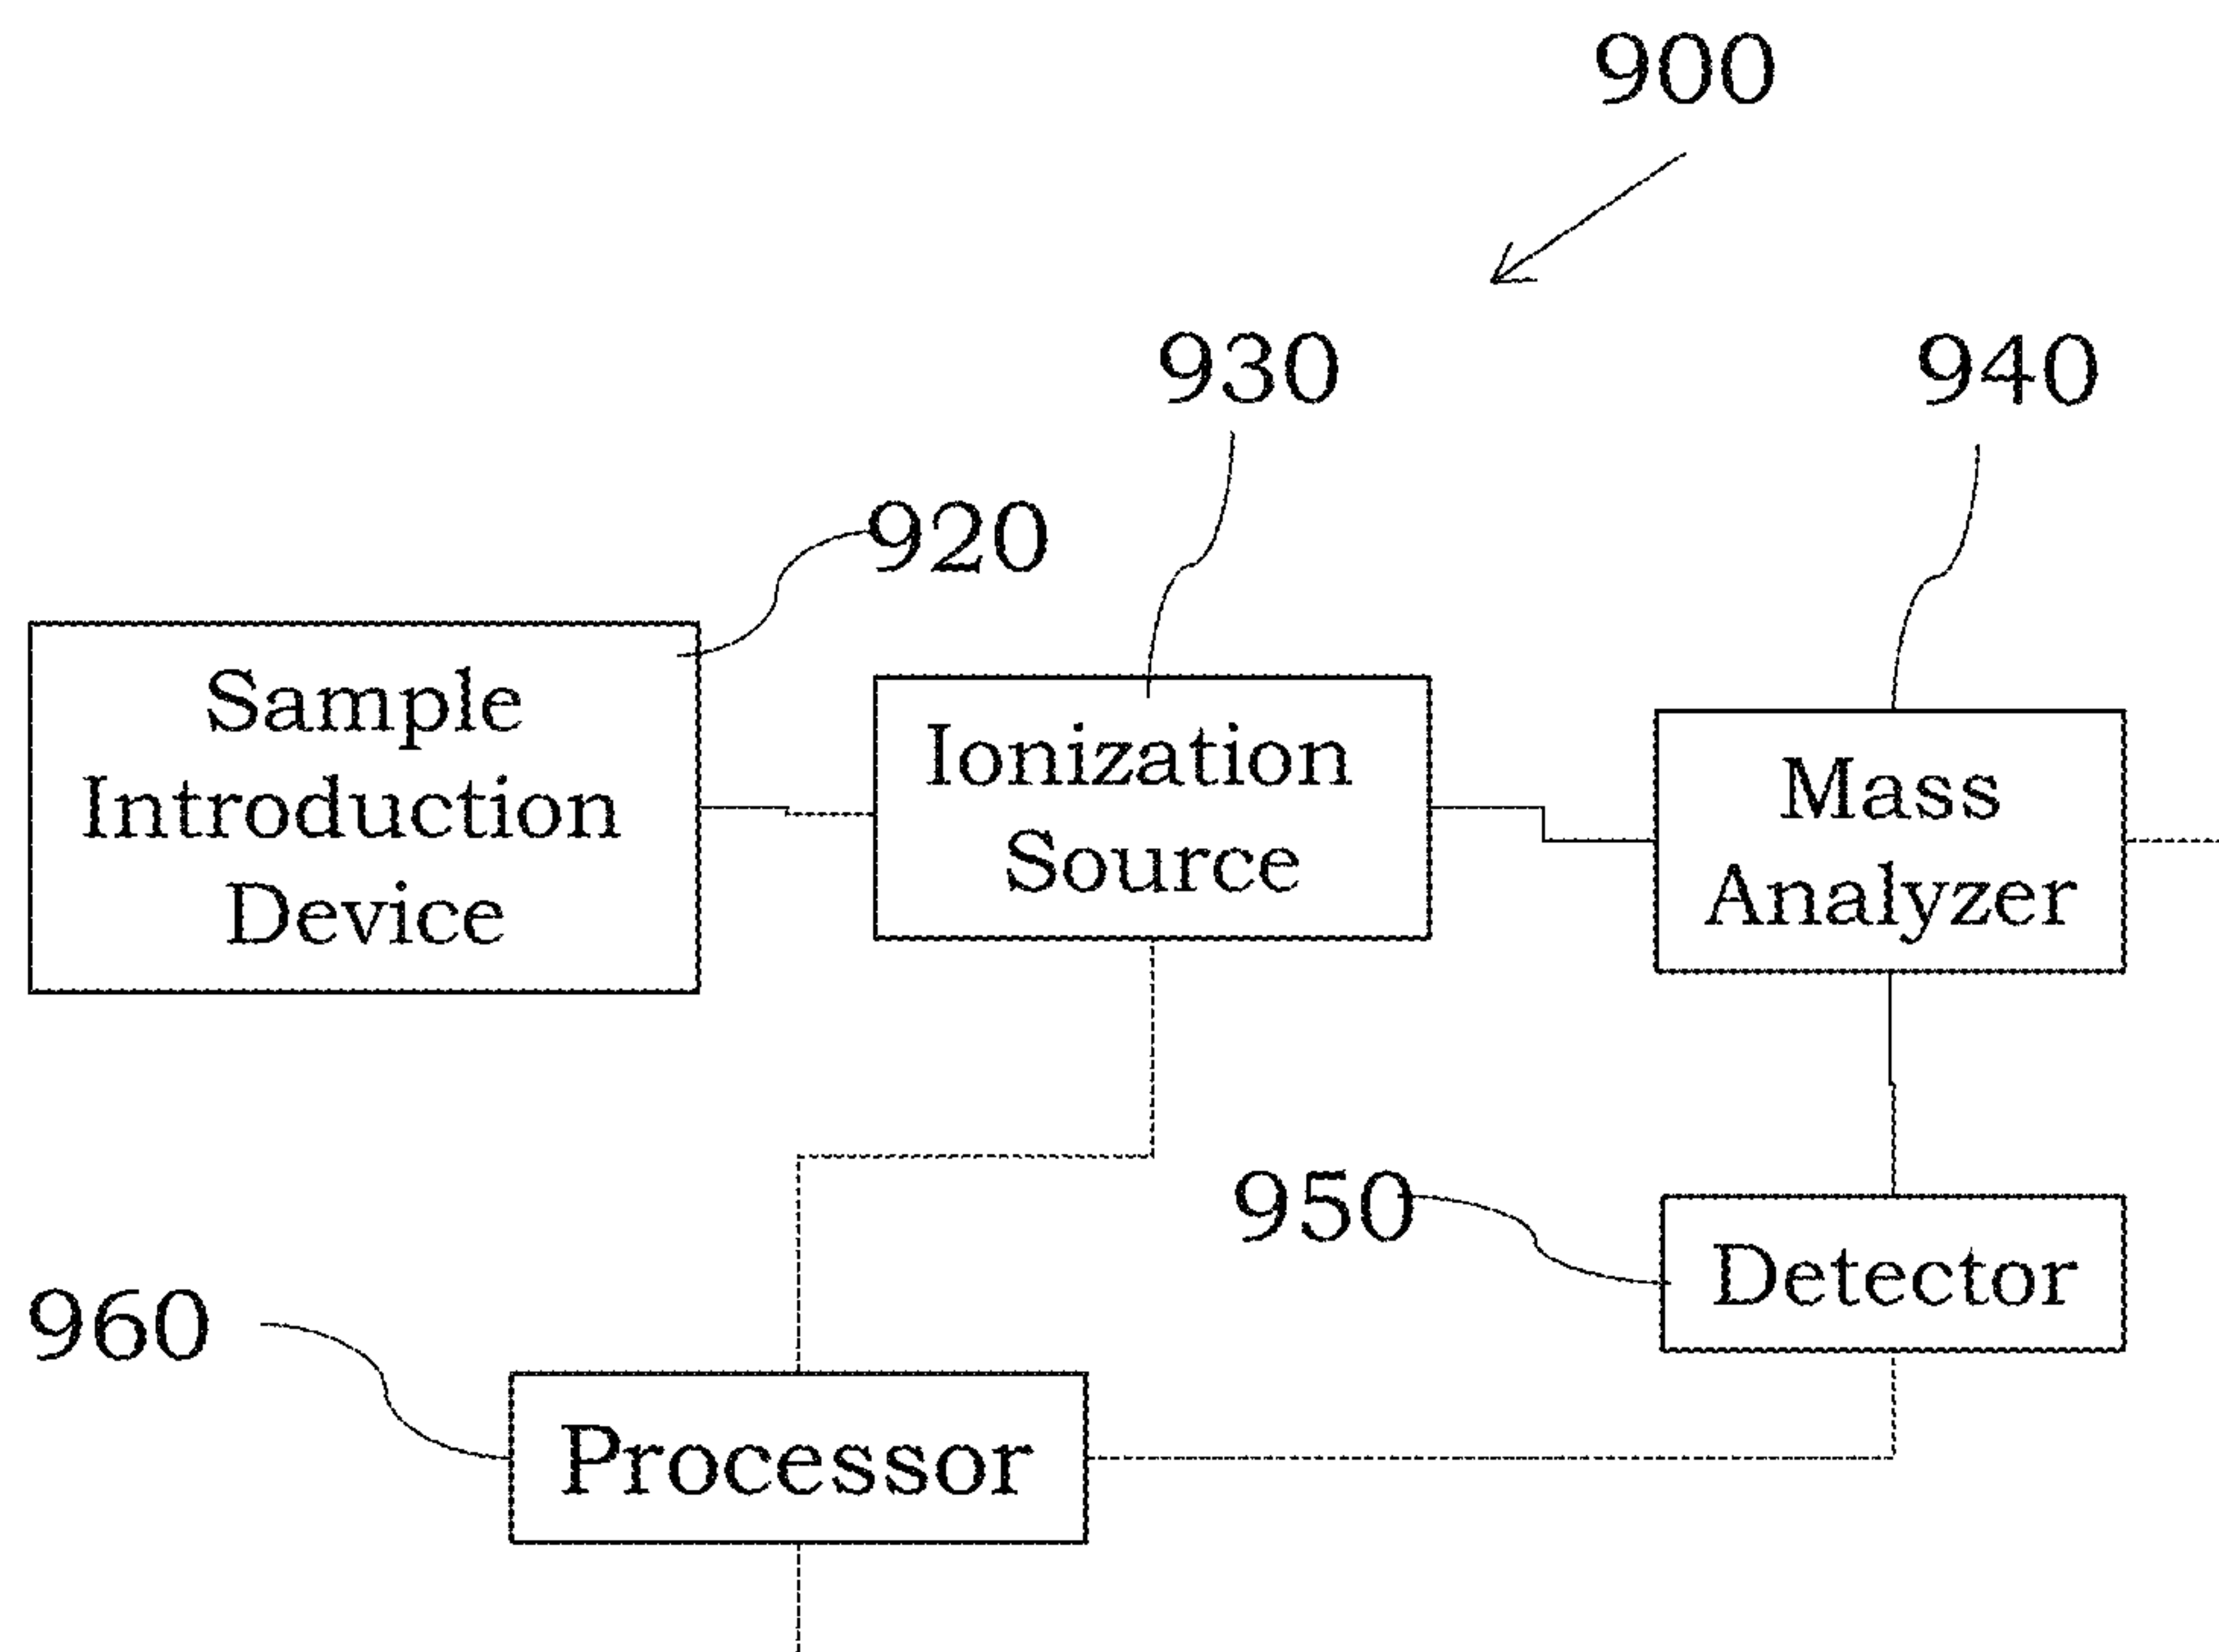 900
930
940
920
Sample
Introduction
Device
Ionization
Source
Mass
Analyzer
950
Detector
960
Processor